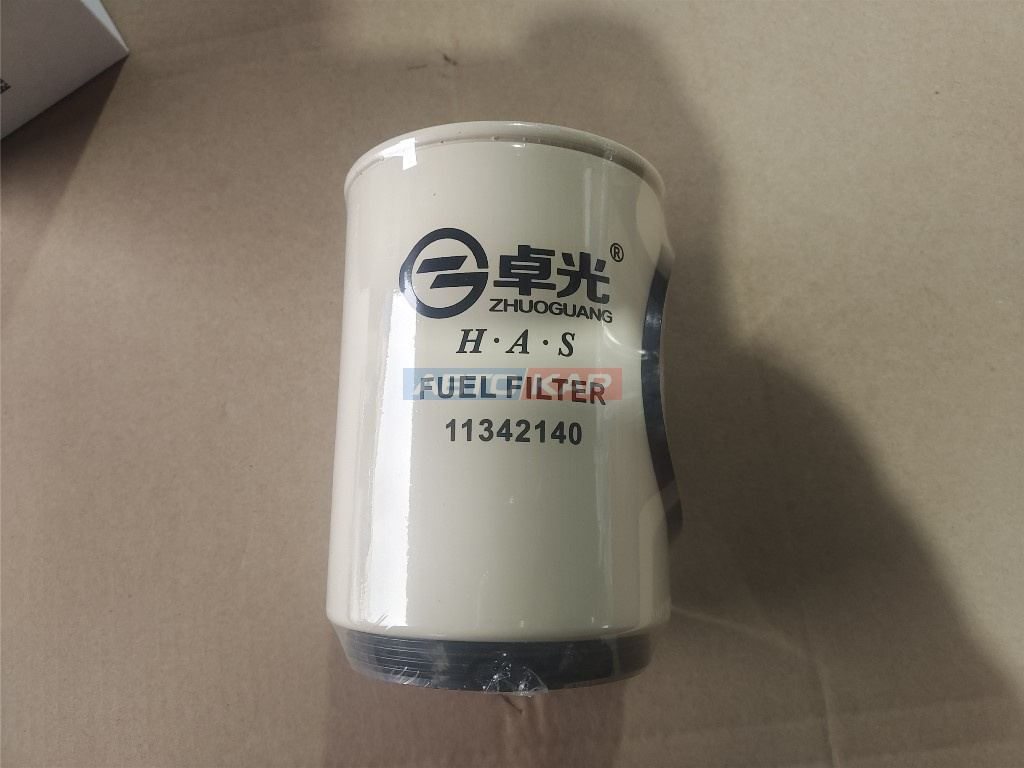 卓光®
ZHUOGUANG
H·A·S
FUEL FILTER
11342140